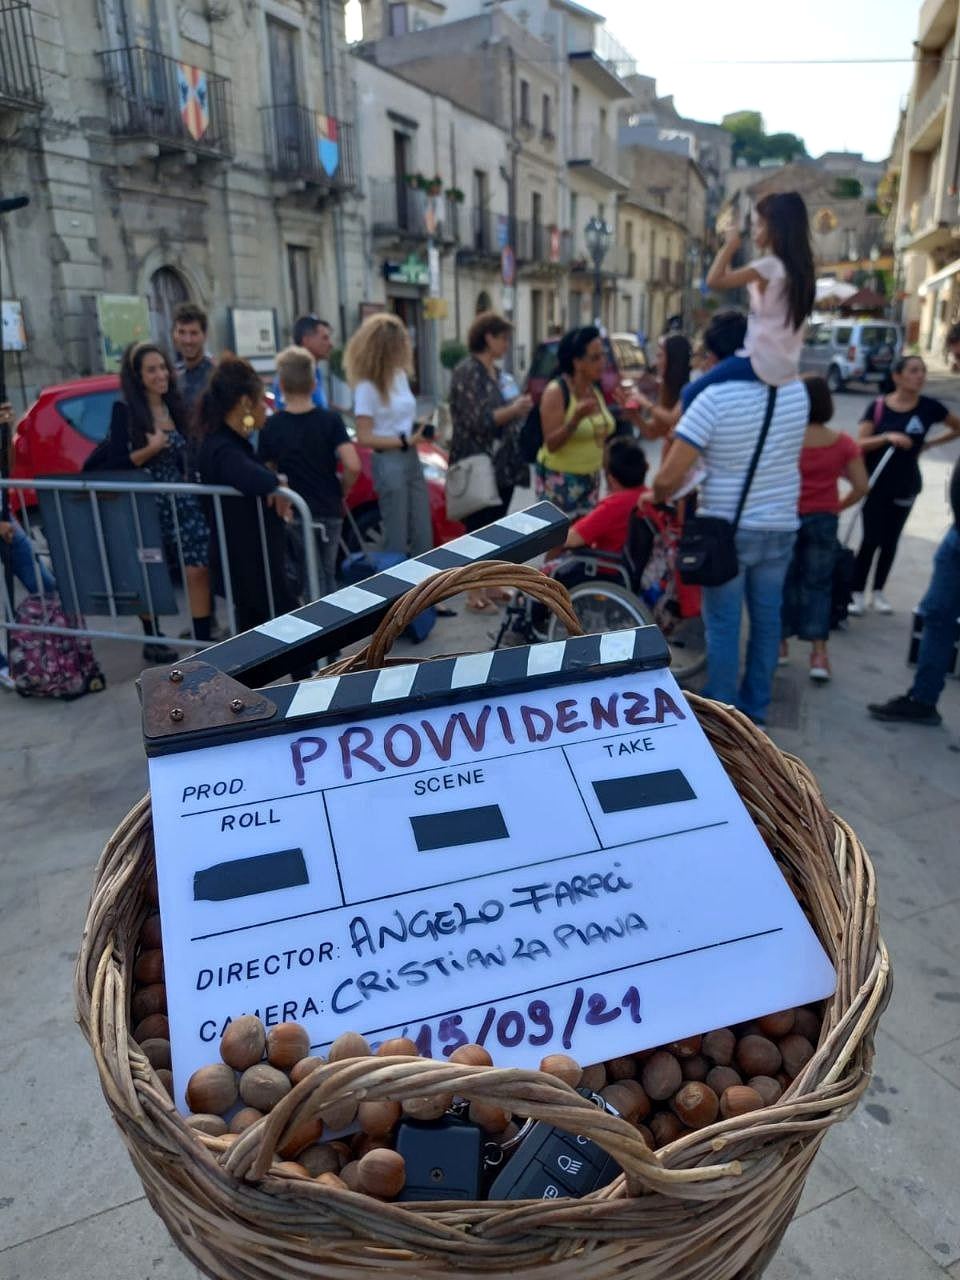 PROD. PROVVIDENZA
ROLL SCENE TAKE
DIRECTOR: ANGELO FARACI
CAMERA: CRISTIAN LA PIANA
15/09/21